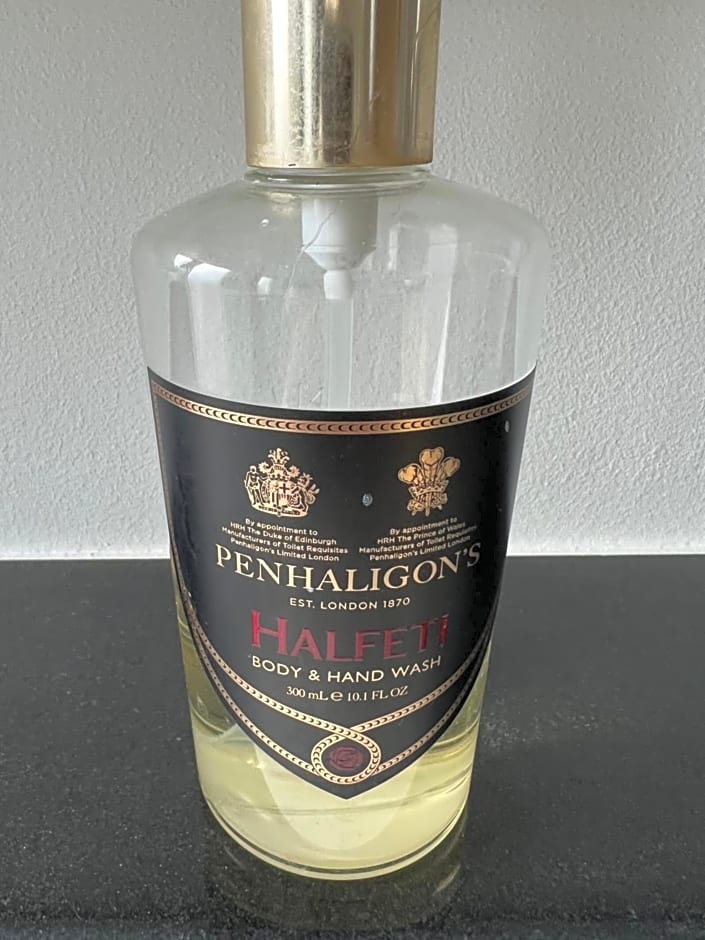 By appointment to
HRH The Duke of Edinburgh
Manufacturers of Toilet Requisites
Penhaligon's Limited London
By appointment to
HRH The Prince of Wales
Manufacturers of Toilet Requisites
Penhaligon's Limited London
PENHALIGON'S
EST. LONDON 1870
HALFETI
BODY & HAND WASH
300 mL ℮ 10.1 FL OZ